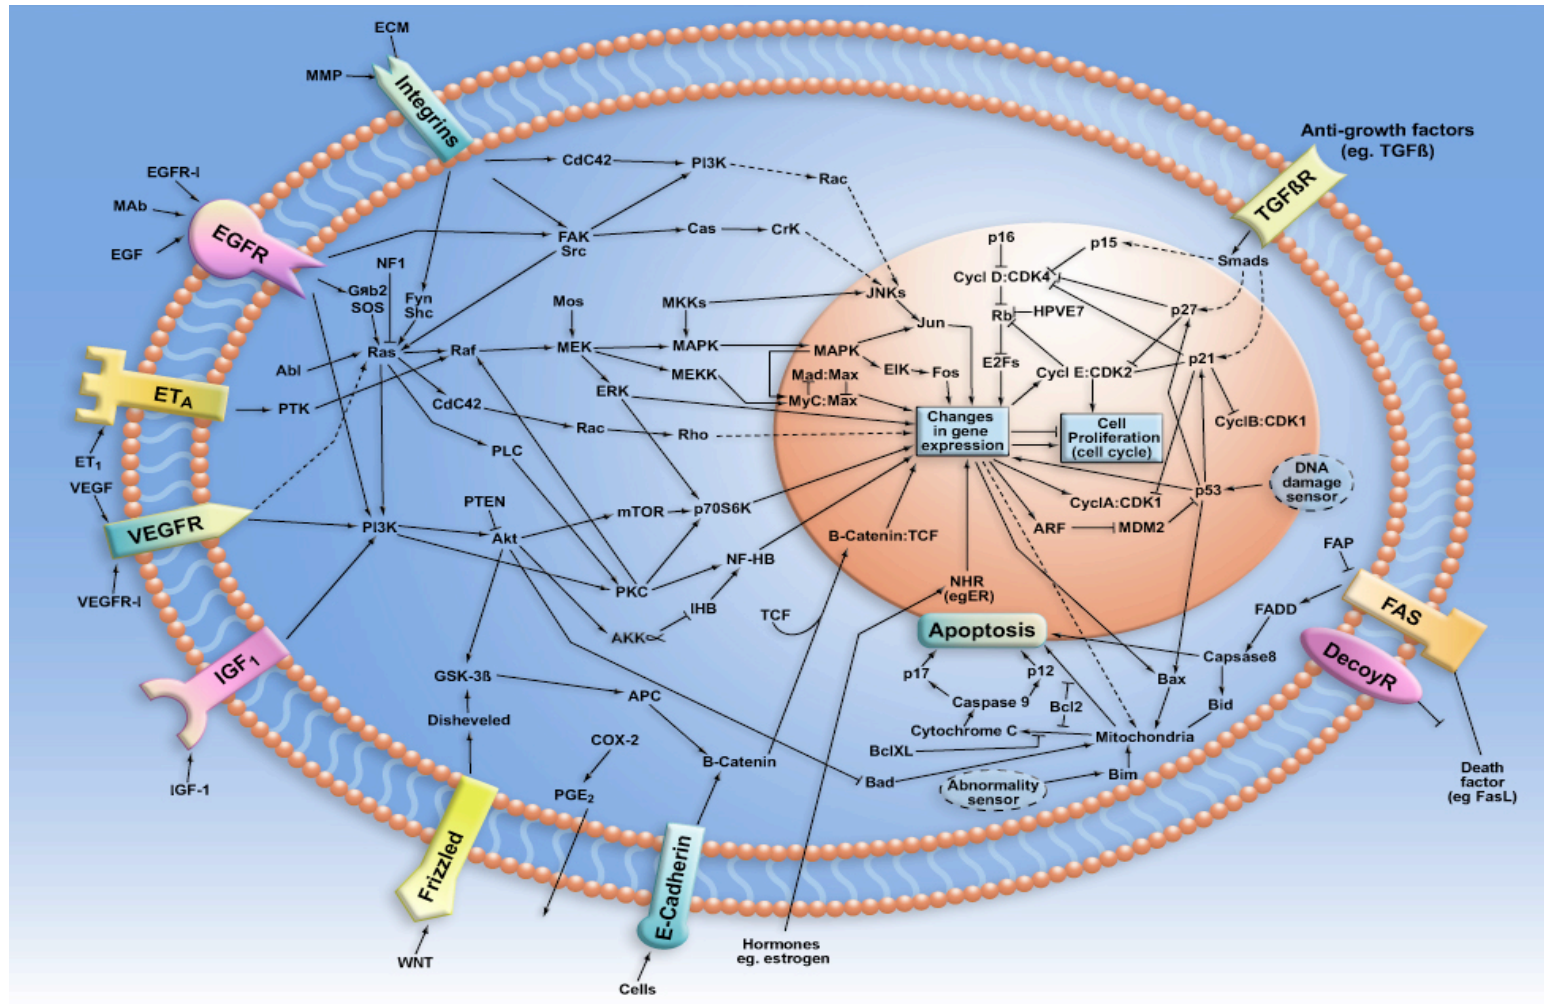 ECM
MMP
Integrins
Anti-growth factors
(eg. TGFß)
TGFßR
EGFR-I
MAb
EGF
EGFR
CdC42
PI3K
Rac
FAK
Src
Cas
CrK
NF1
Gяb2
SOS
Fyn
Shc
p16
p15
Smads
Cycl D:CDK4
JNKs
Mos
MKKs
Rb
HPVE7
p27
Jun
Abl
Ras
Raf
MEK
MAPK
MAPK
E2Fs
p21
MEKK
Mad:Max
ElK
Fos
Cycl E:CDK2
ERK
MyC:Max
ETA
PTK
CdC42
Rac
Rho
Changes
in gene
expression
Cell
Proliferation
(cell cycle)
CyclB:CDK1
ET1
PLC
VEGF
VEGFR
VEGFR-I
PTEN
PI3K
Akt
mTOR
p70S6K
CyclA:CDK1
p53
DNA
damage
sensor
ARF
MDM2
B-Catenin:TCF
NF-HB
PKC
IHB
AKK
NHR
(egER)
TCF
FAP
FADD
FAS
DecoyR
Apoptosis
Capsase8
IGF1
IGF-1
GSK-3ß
APC
p17
p12
Bax
Caspase 9
Bcl2
Bid
Disheveled
Cytochrome C
Mitochondria
COX-2
BclXL
B-Catenin
Bad
Bim
Abnormality
sensor
PGE2
Death
factor
(eg FasL)
Frizzled
WNT
E-Cadherin
Cells
Hormones
eg. estrogen